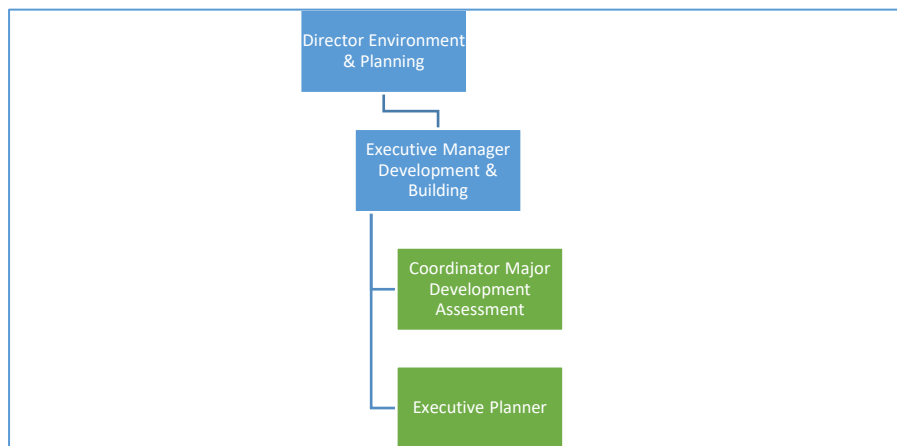 Director Environment
& Planning
Executive Manager
Development &
Building
Coordinator Major
Development
Assessment
Executive Planner